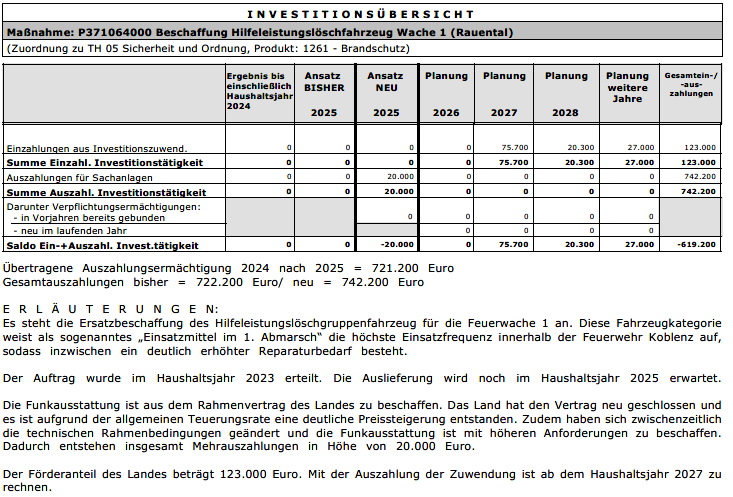 I N V E S T I T I O N S Ü B E R S I C H T
Maßnahme: P371064000 Beschaffung Hilfeleistungslöschfahrzeug Wache 1 (Rauental)
(Zuordnung zu TH 05 Sicherheit und Ordnung, Produkt: 1261 - Brandschutz)
Ergebnis bis einschließlich Haushaltsjahr 2024 | Ansatz BISHER 2025 | Ansatz NEU 2025 | Planung 2026 | Planung 2027 | Planung 2028 | Planung weitere Jahre | Gesamtein-/ -aus- zahlungen
Einzahlungen aus Investitionszuwend. 0 0 0 0 75.700 20.300 27.000 123.000
Summe Einzahl. Investitionstätigkeit 0 0 0 0 75.700 20.300 27.000 123.000
Auszahlungen für Sachanlagen 0 0 20.000 0 0 0 0 742.200
Summe Auszahl. Investitionstätigkeit 0 0 20.000 0 0 0 0 742.200
Darunter Verpflichtungsermächtigungen:
- in Vorjahren bereits gebunden 0 0 0 0 0
- neu im laufenden Jahr 0 0 0 0
Saldo Ein-+Auszahl. Invest.tätigkeit 0 0 -20.000 0 75.700 20.300 27.000 -619.200
Übertragene Auszahlungsermächtigung 2024 nach 2025 = 721.200 Euro
Gesamtauszahlungen bisher = 722.200 Euro/ neu = 742.200 Euro
E R L Ä U T E R U N G E N:
Es steht die Ersatzbeschaffung des Hilfeleistungslöschgruppenfahrzeug für die Feuerwache 1 an. Diese Fahrzeugkategorie
weist als sogenanntes „Einsatzmittel im 1. Abmarsch“ die höchste Einsatzfrequenz innerhalb der Feuerwehr Koblenz auf,
sodass inzwischen ein deutlich erhöhter Reparaturbedarf besteht.
Der Auftrag wurde im Haushaltsjahr 2023 erteilt. Die Auslieferung wird noch im Haushaltsjahr 2025 erwartet.
Die Funkausstattung ist aus dem Rahmenvertrag des Landes zu beschaffen. Das Land hat den Vertrag neu geschlossen und
es ist aufgrund der allgemeinen Teuerungsrate eine deutliche Preissteigerung entstanden. Zudem haben sich zwischenzeitlich
die technischen Rahmenbedingungen geändert und die Funkausstattung ist mit höheren Anforderungen zu beschaffen.
Dadurch entstehen insgesamt Mehrauszahlungen in Höhe von 20.000 Euro.
Der Förderanteil des Landes beträgt 123.000 Euro. Mit der Auszahlung der Zuwendung ist ab dem Haushaltsjahr 2027 zu
rechnen.